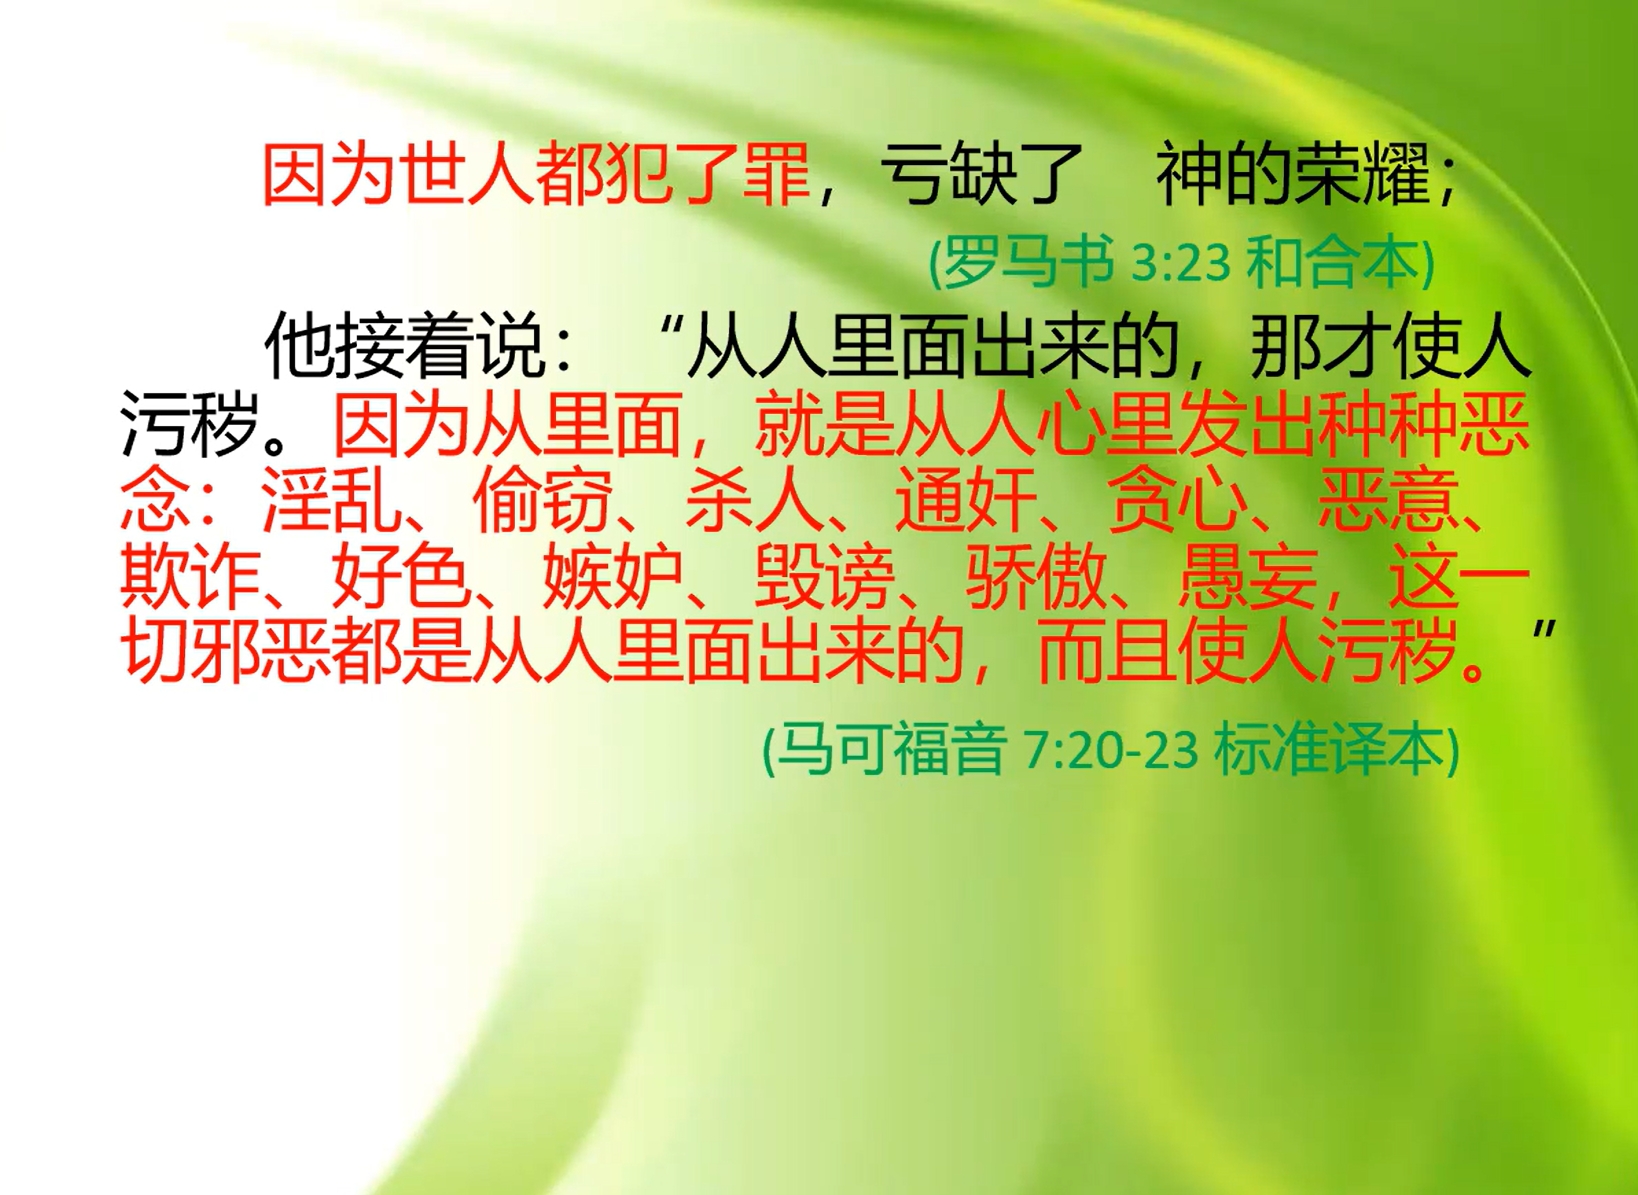 因为世人都犯了罪，亏缺了　神的荣耀；
(罗马书 3:23 和合本)
他接着说：“从人里面出来的，那才使人
污秽。因为从里面，就是从人心里发出种种恶
念：淫乱、偷窃、杀人、通奸、贪心、恶意、
欺诈、好色、嫉妒、毁谤、骄傲、愚妄，这一
切邪恶都是从人里面出来的，而且使人污秽。”
(马可福音 7:20-23 标准译本)